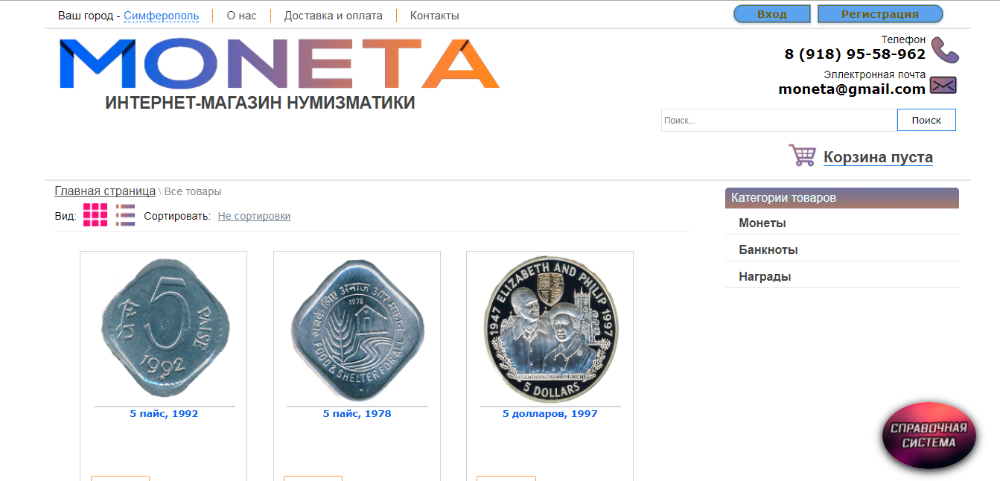 Ваш город - Симферополь О нас Доставка и оплата Контакты Вход Регистрация
MONETA
ИНТЕРНЕТ-МАГАЗИН НУМИЗМАТИКИ
Телефон
8 (918) 95-58-962
Эллектронная почта
moneta@gmail.com
Поиск... Поиск
Корзина пуста
Главная страница \ Все товары
Вид: Сортировать: Не сортировки
Категории товаров
Монеты
Банкноты
Награды
5
PAISE
1992
5 пайс, 1992
सबके लिए अनाज और
1978
FOOD & SHELTER FOR ALL
5 пайс, 1978
1947 ELIZABETH AND PHILIP 1997
SANDRINGHAM CHURCH
5 DOLLARS
5 долларов, 1997
СПРАВОЧНАЯ
СИСТЕМА